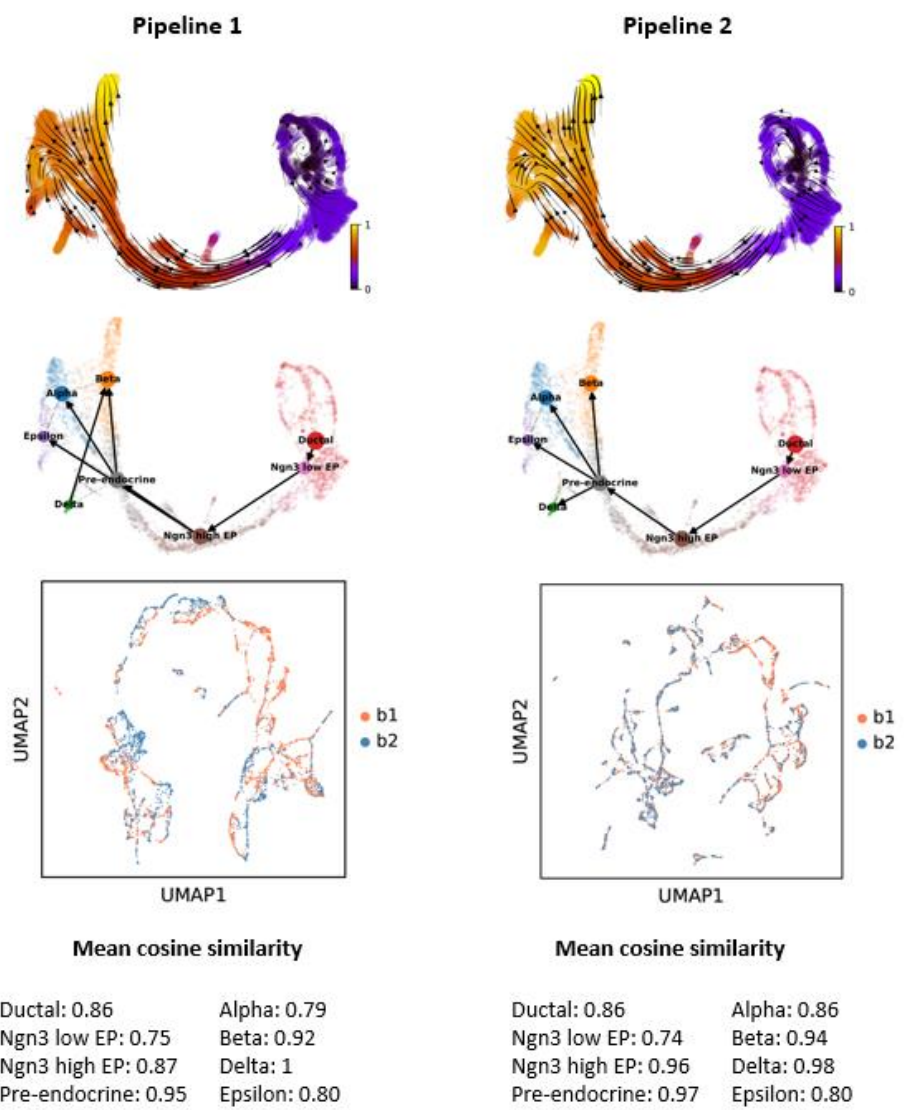 Pipeline 1
Pipeline 2
1
0
1
0
Beta
Alpha
Epsilon
Ductal
Ngn3 low EP
Pre-endocrine
Delta
Ngn3 high EP
Beta
Alpha
Epsilon
Ductal
Ngn3 low EP
Pre-endocrine
Delta
Ngn3 high EP
UMAP2
b1
b2
UMAP1
UMAP2
b1
b2
UMAP1
Mean cosine similarity
Ductal: 0.86 Alpha: 0.79
Ngn3 low EP: 0.75 Beta: 0.92
Ngn3 high EP: 0.87 Delta: 1
Pre-endocrine: 0.95 Epsilon: 0.80
Mean cosine similarity
Ductal: 0.86 Alpha: 0.86
Ngn3 low EP: 0.74 Beta: 0.94
Ngn3 high EP: 0.96 Delta: 0.98
Pre-endocrine: 0.97 Epsilon: 0.80